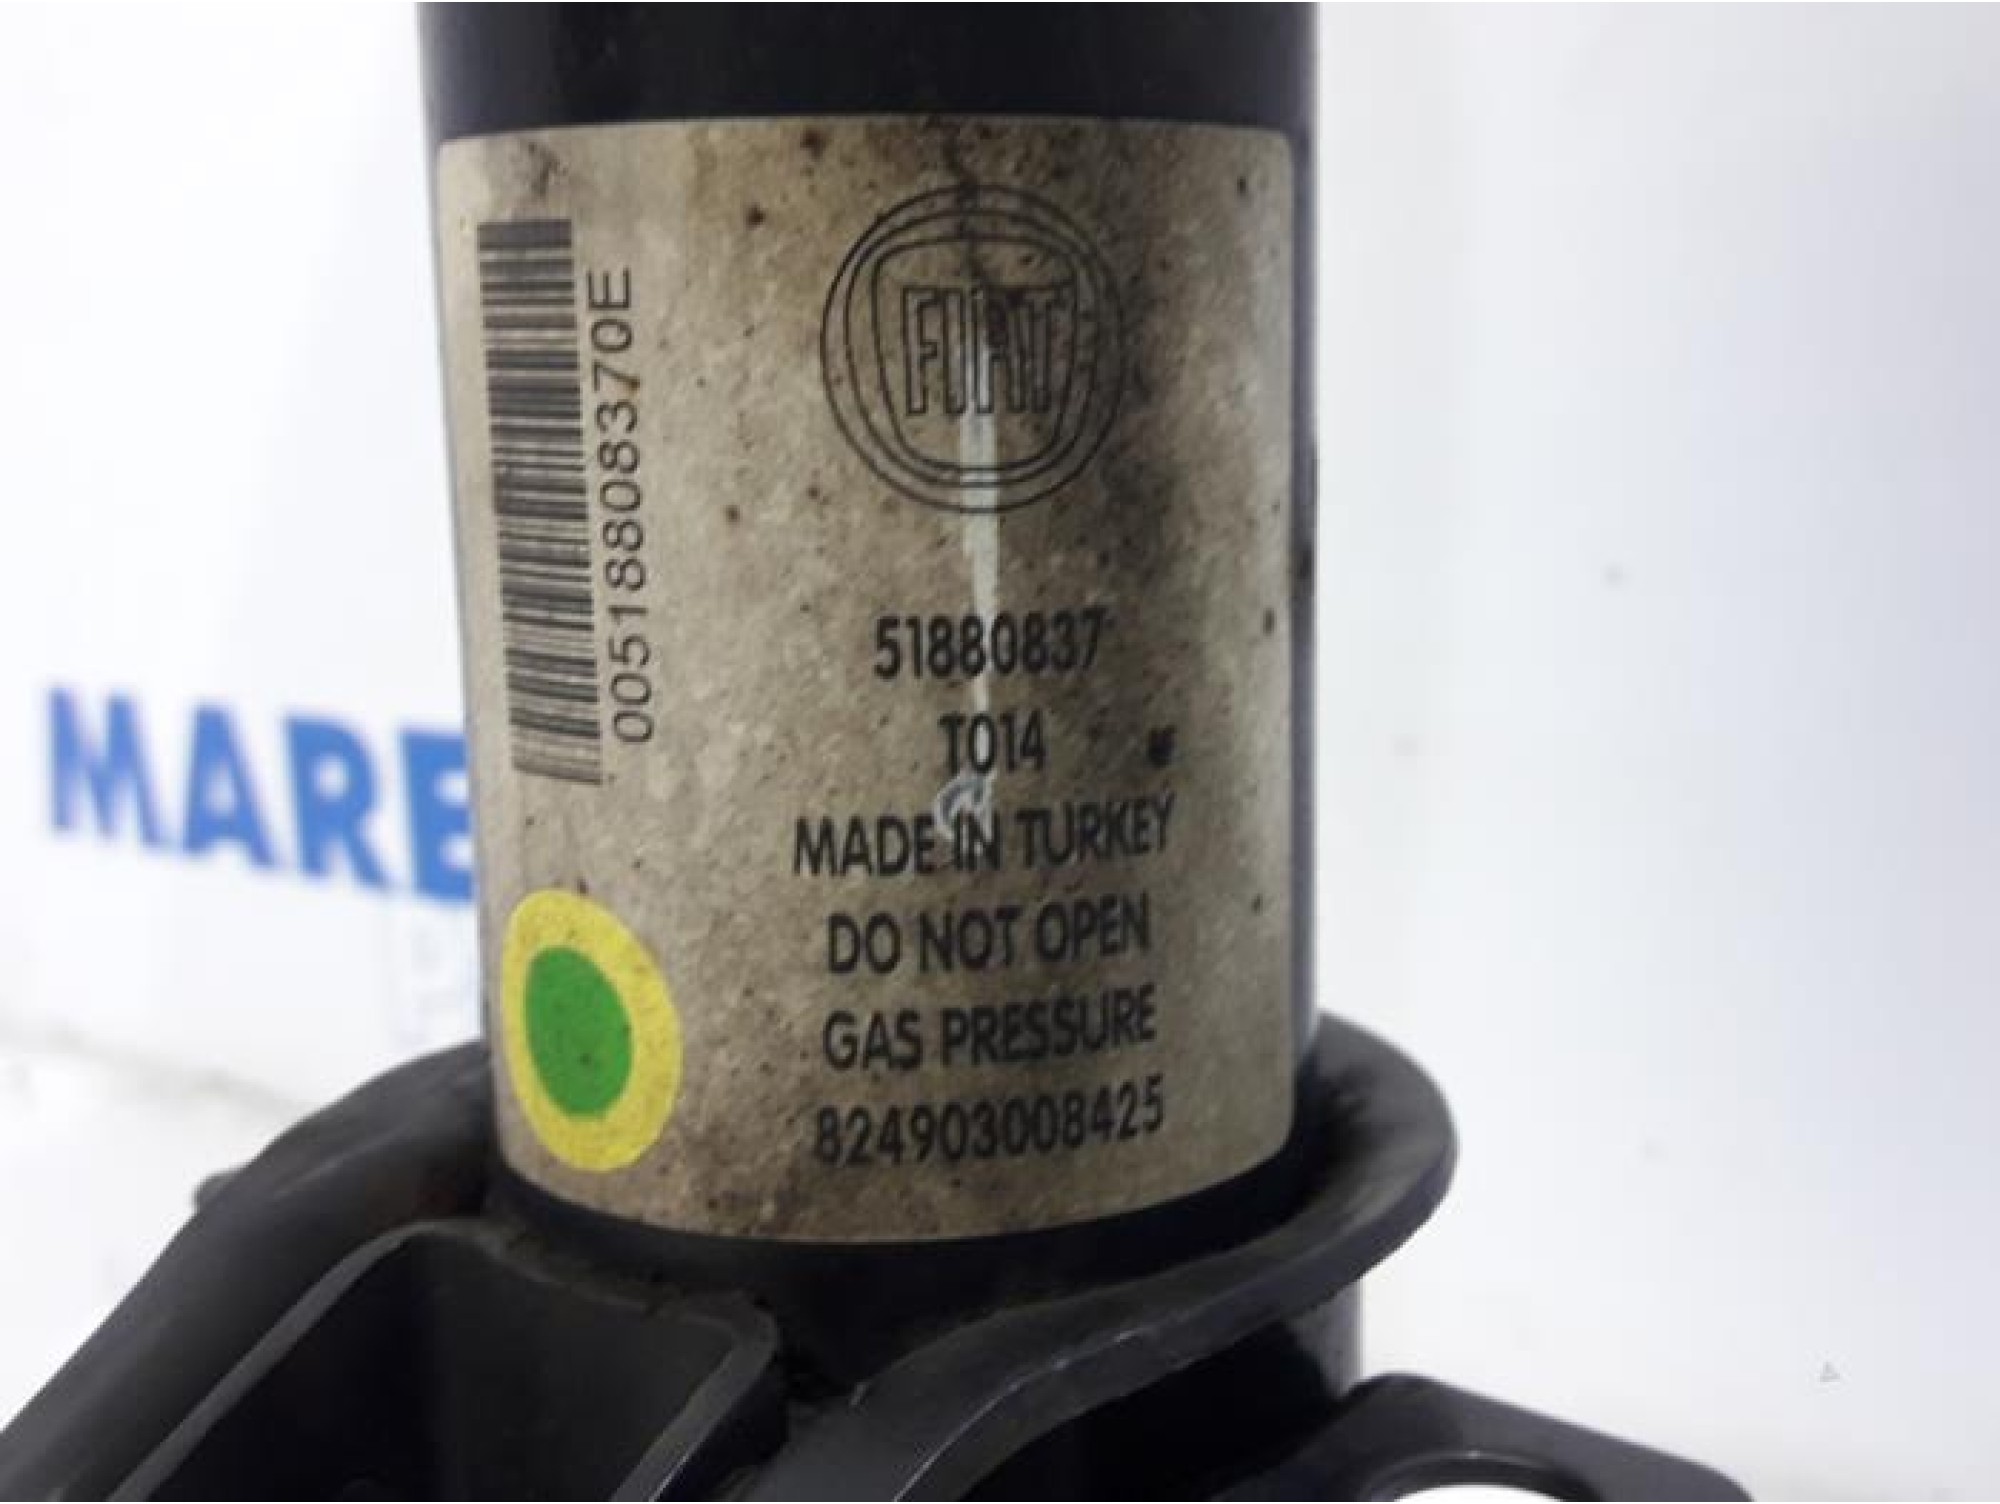 FIAT
00518808370E
51880837
T014
MADE IN TURKEY
DO NOT OPEN
GAS PRESSURE
824903008425
MARE